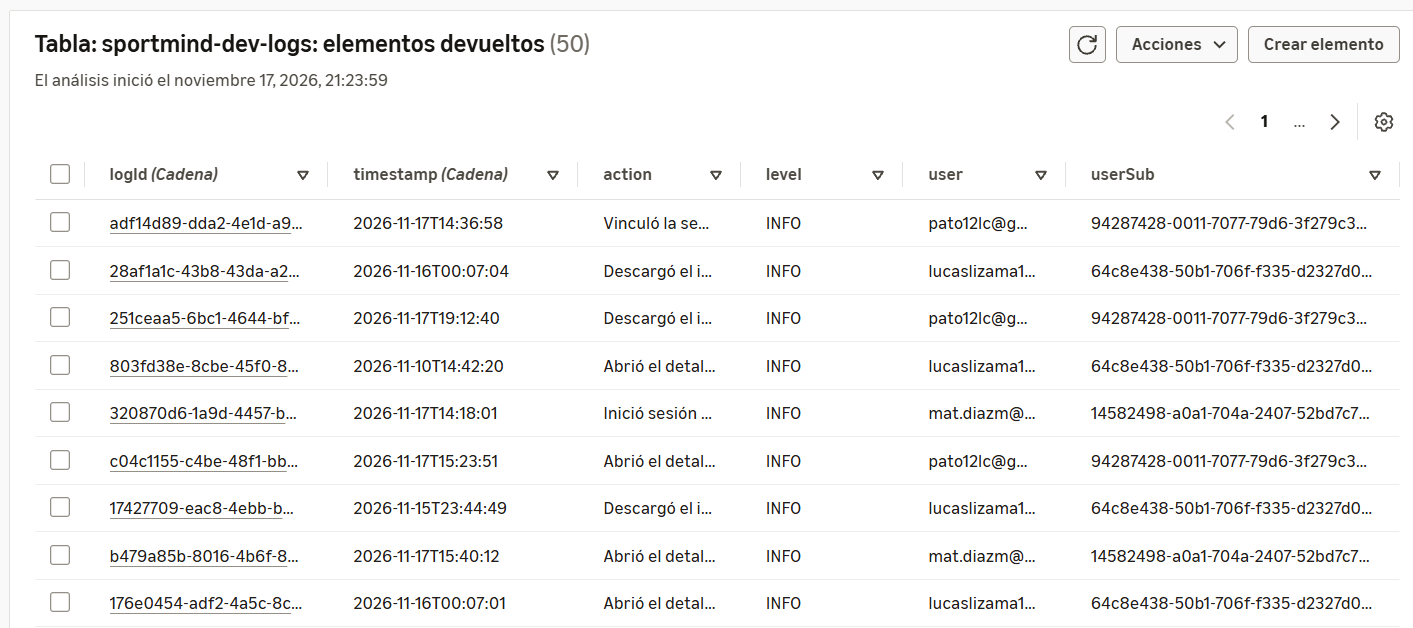 Tabla: sportmind-dev-logs: elementos devueltos (50)
Acciones
Crear elemento
El análisis inició el noviembre 17, 2026, 21:23:59
1 ...
logId (Cadena) timestamp (Cadena) action level user userSub
adf14d89-dda2-4e1d-a9... 2026-11-17T14:36:58 Vinculó la se... INFO pato12lc@g... 94287428-0011-7077-79d6-3f279c3...
28af1a1c-43b8-43da-a2... 2026-11-16T00:07:04 Descargó el i... INFO lucaslizama1... 64c8e438-50b1-706f-f335-d2327d0...
251ceaa5-6bc1-4644-bf... 2026-11-17T19:12:40 Descargó el i... INFO pato12lc@g... 94287428-0011-7077-79d6-3f279c3...
803fd38e-8cbe-45f0-8... 2026-11-10T14:42:20 Abrió el detal... INFO lucaslizama1... 64c8e438-50b1-706f-f335-d2327d0...
320870d6-1a9d-4457-b... 2026-11-17T14:18:01 Inició sesión ... INFO mat.diazm@... 14582498-a0a1-704a-2407-52bd7c7...
c04c1155-c4be-48f1-bb... 2026-11-17T15:23:51 Abrió el detal... INFO pato12lc@g... 94287428-0011-7077-79d6-3f279c3...
17427709-eac8-4ebb-b... 2026-11-15T23:44:49 Descargó el i... INFO lucaslizama1... 64c8e438-50b1-706f-f335-d2327d0...
b479a85b-8016-4b6f-8... 2026-11-17T15:40:12 Abrió el detal... INFO mat.diazm@... 14582498-a0a1-704a-2407-52bd7c7...
176e0454-adf2-4a5c-8c... 2026-11-16T00:07:01 Abrió el detal... INFO lucaslizama1... 64c8e438-50b1-706f-f335-d2327d0...